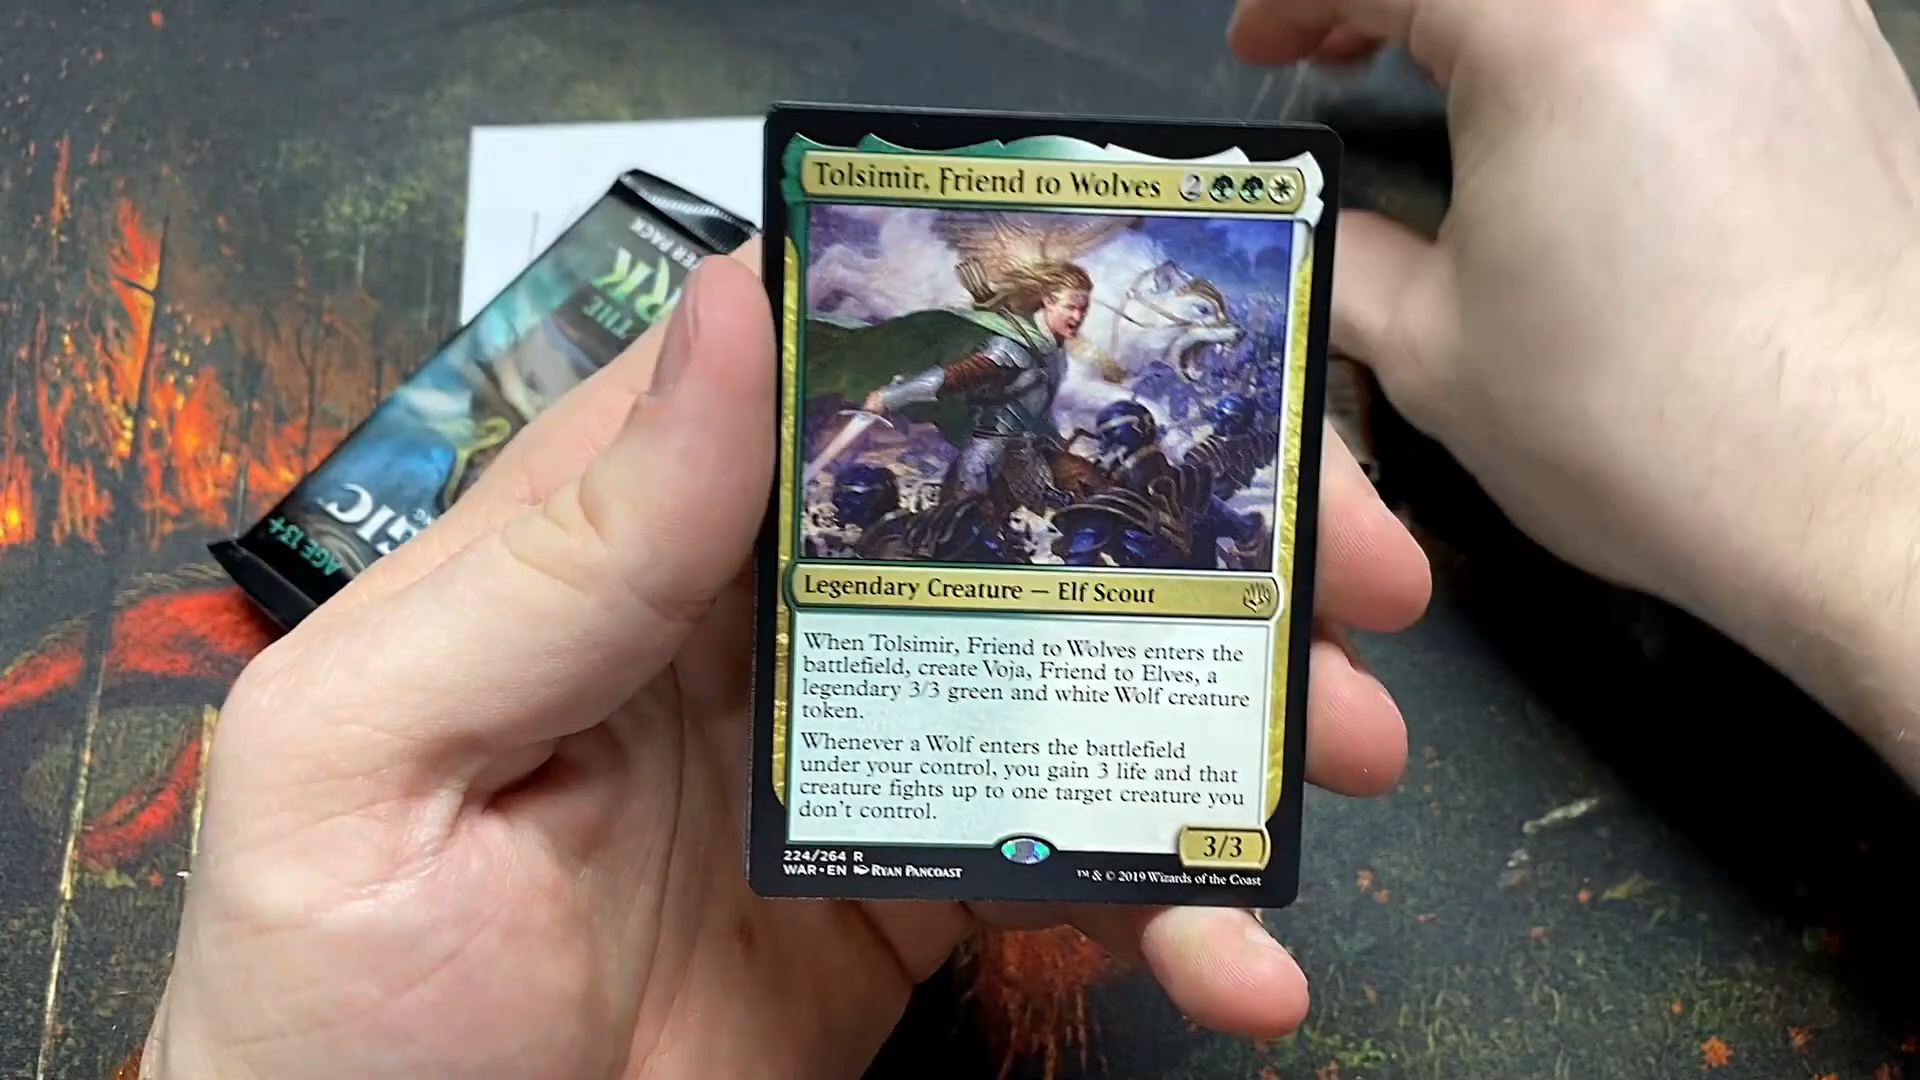 Tolsimir, Friend to Wolves 2
Legendary Creature — Elf Scout
When Tolsimir, Friend to Wolves enters the
battlefield, create Voja, Friend to Elves, a
legendary 3/3 green and white Wolf creature
token.
Whenever a Wolf enters the battlefield
under your control, you gain 3 life and that
creature fights up to one target creature you
don't control.
3/3
224/264 R
WAR • EN Ryan Pancoast
™ & © 2019 Wizards of the Coast
PACK
THE
AGE 13+